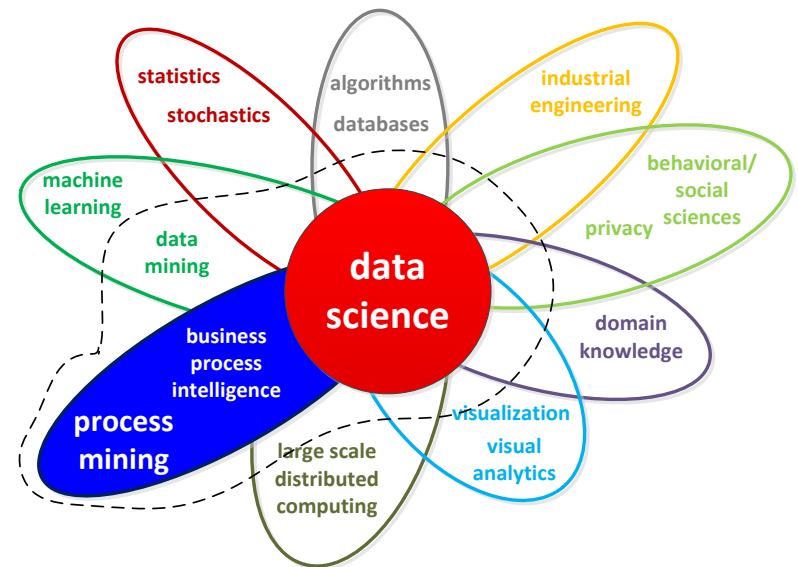 statistics
stochastics
algorithms
databases
industrial
engineering
behavioral/
social
sciences
privacy
machine
learning
data
mining
data
science
domain
knowledge
business
process
intelligence
process
mining
visualization
visual
analytics
large scale
distributed
computing